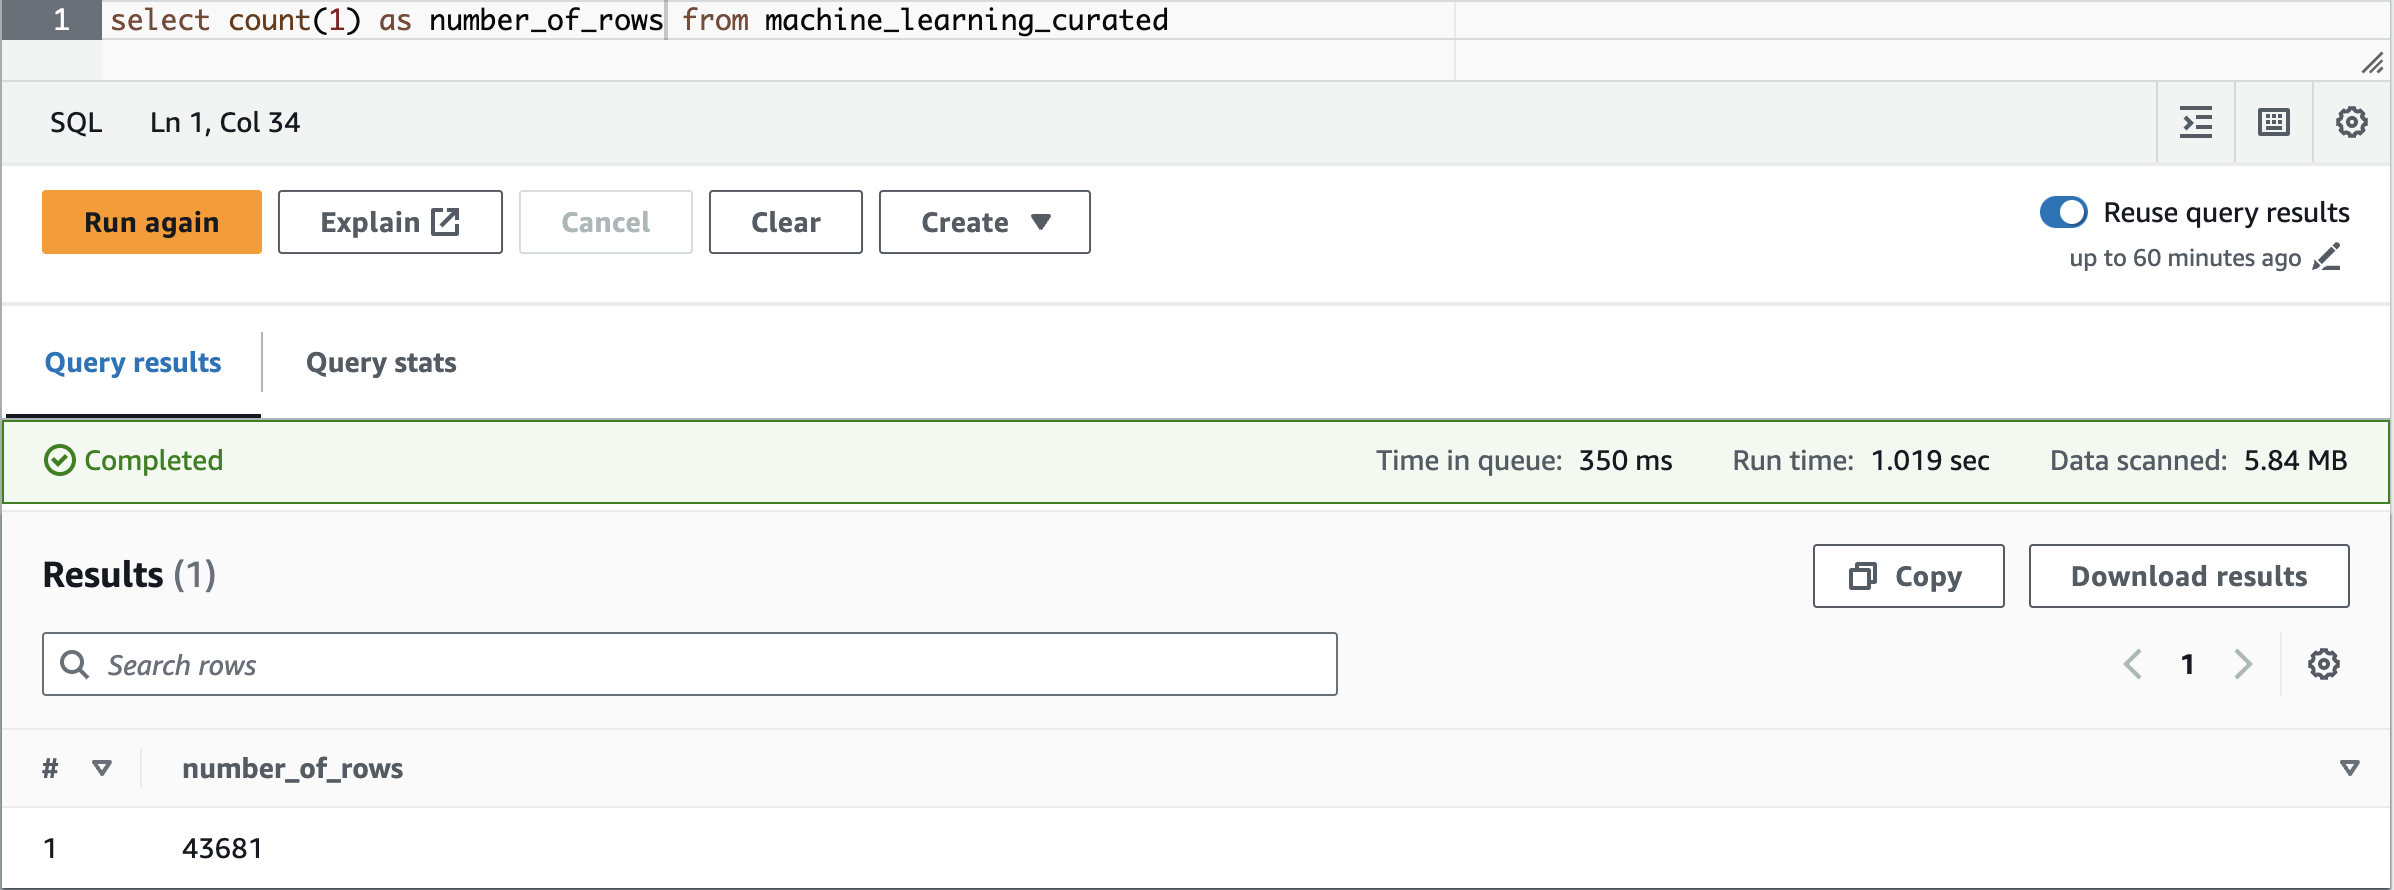 1 select count(1) as number_of_rows from machine_learning_curated
SQL Ln 1, Col 34
Run again Explain Cancel Clear Create Reuse query results
up to 60 minutes ago
Query results Query stats
Completed Time in queue: 350 ms Run time: 1.019 sec Data scanned: 5.84 MB
Results (1) Copy Download results
Search rows 1
# number_of_rows
1 43681